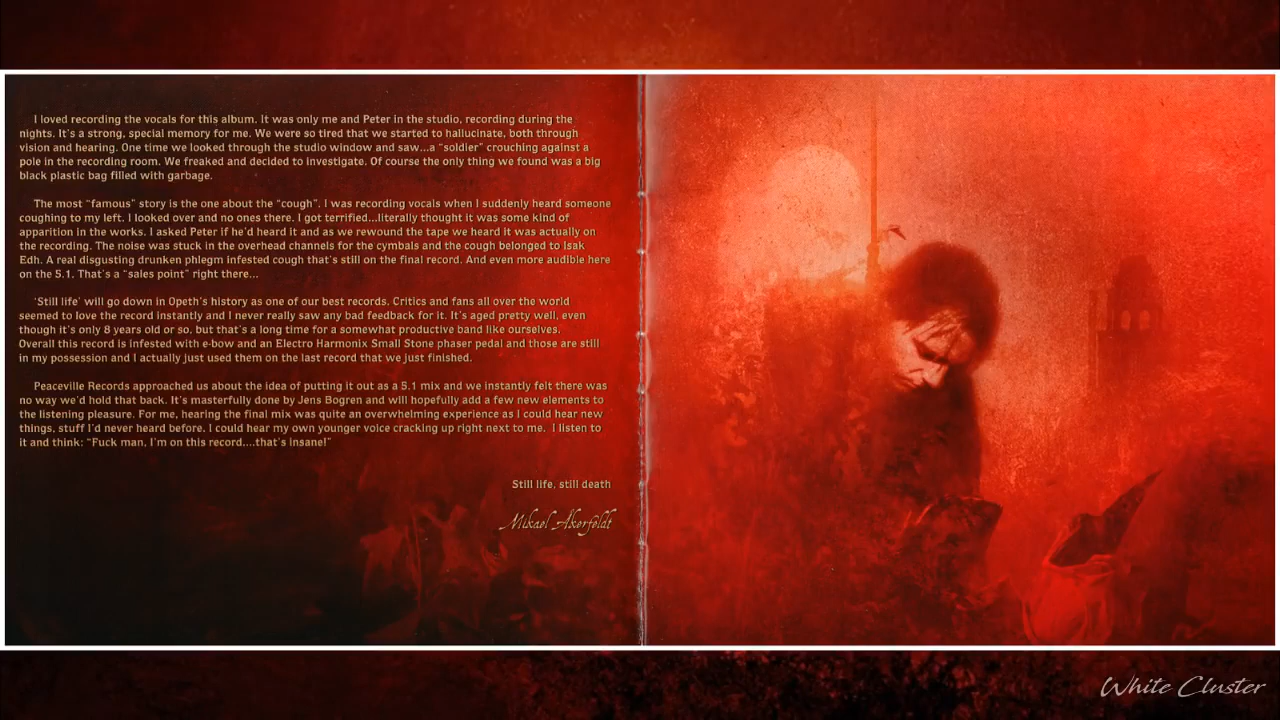 I loved recording the vocals for this album. It was only me and Peter in the studio, recording during the
nights. It's a strong, special memory for me. We were so tired that we started to hallucinate, both through
vision and hearing. One time we looked through the studio window and saw...a "soldier" crouching against a
pole in the recording room. We freaked and decided to investigate. Of course the only thing we found was a big
black plastic bag filled with garbage.
The most "famous" story is the one about the "cough". I was recording vocals when I suddenly heard someone
coughing to my left. I looked over and no ones there. I got terrified...literally thought it was some kind of
apparition in the works. I asked Peter if he'd heard it and as we rewound the tape we heard it was actually on
the recording. The noise was stuck in the overhead channels for the cymbals and the cough belonged to Isak
Edh. A real disgusting drunken phlegm infested cough that's still on the final record. And even more audible here
on the 5.1. That's a "sales point" right there...
'Still life' will go down in Opeth's history as one of our best records. Critics and fans all over the world
seemed to love the record instantly and I never really saw any bad feedback for it. It's aged pretty well, even
though it's only 8 years old or so, but that's a long time for a somewhat productive band like ourselves.
Overall this record is infested with e-bow and an Electro Harmonix Small Stone phaser pedal and those are still
in my possession and I actually just used them on the last record that we just finished.
Peaceville Records approached us about the idea of putting it out as a 5.1 mix and we instantly felt there was
no way we'd hold that back. It's masterfully done by Jens Bogren and will hopefully add a few new elements to
the listening pleasure. For me, hearing the final mix was quite an overwhelming experience as I could hear new
things, stuff I'd never heard before. I could hear my own younger voice cracking up right next to me. I listen to
it and think: "Fuck man, I'm on this record....that's insane!"
Still life, still death
Mikael Akerfeldt
White Cluster